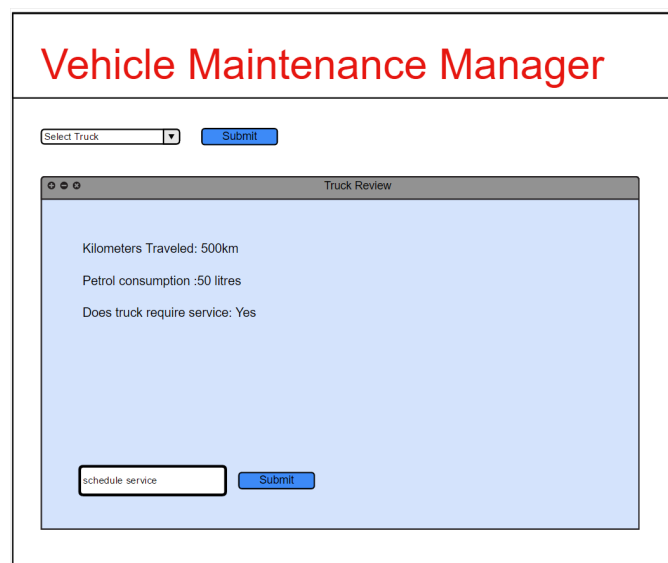 Vehicle Maintenance Manager
Select Truck
Submit
Truck Review
Kilometers Traveled: 500km
Petrol consumption :50 litres
Does truck require service: Yes
schedule service
Submit